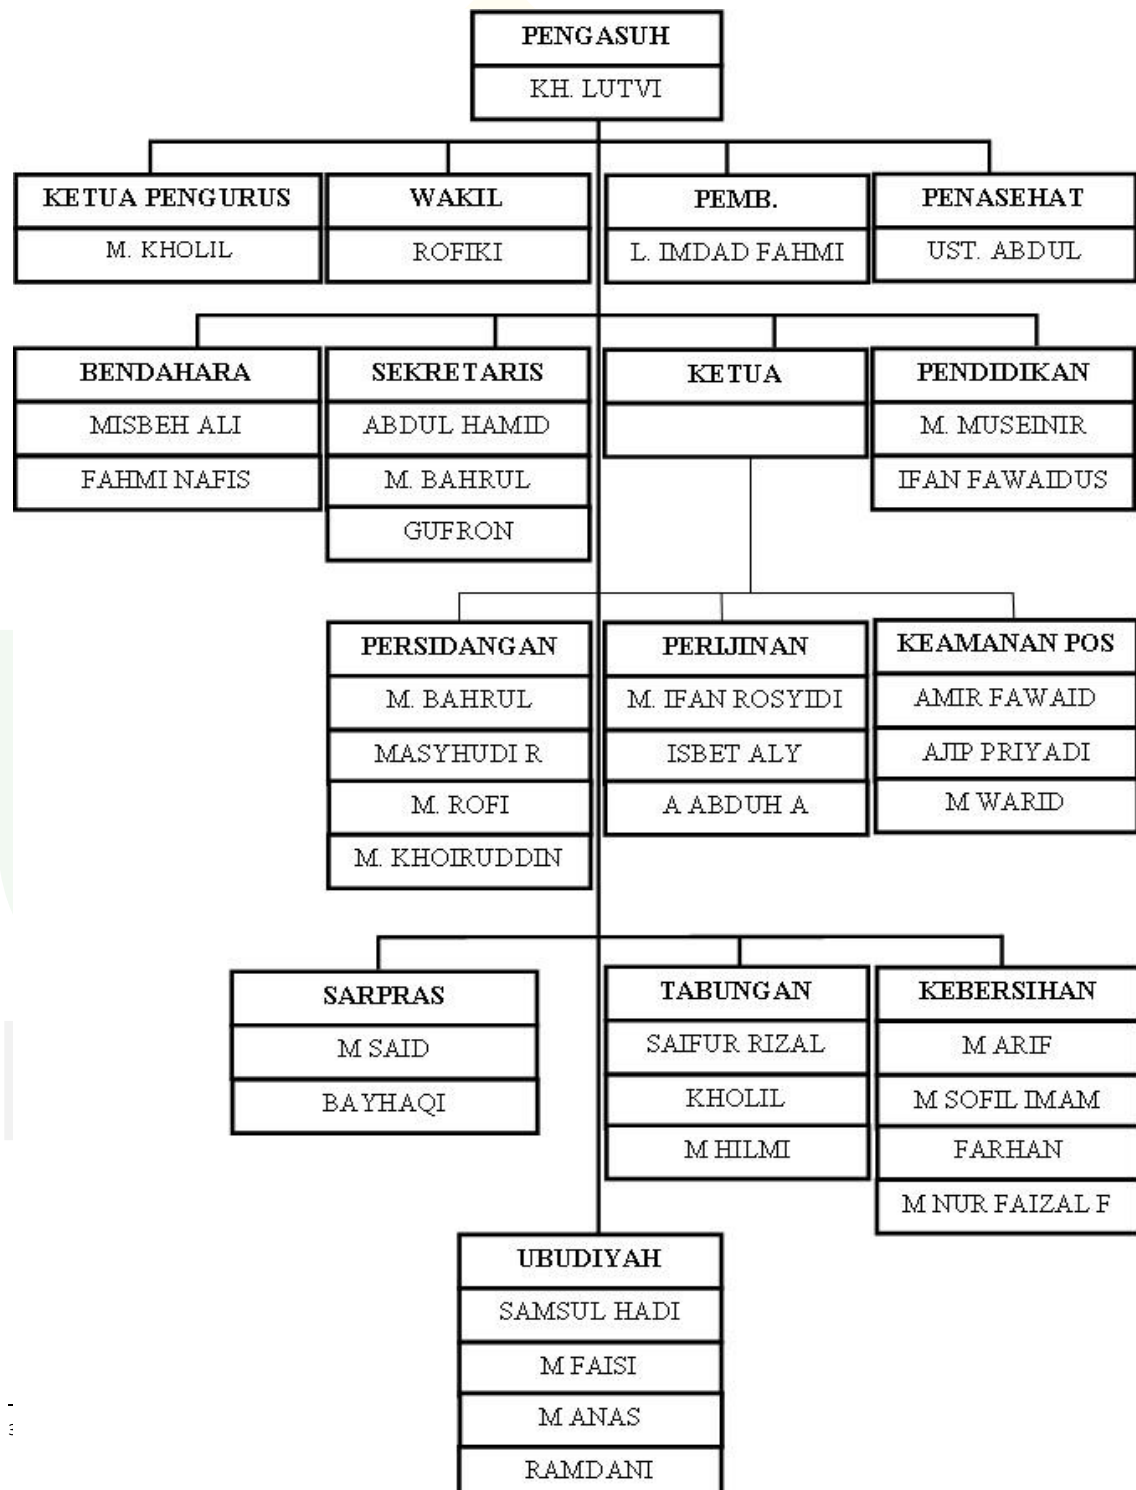 PENGASUH
KH. LUTVI
KETUA PENGURUS
M. KHOLIL
WAKIL
ROFIKI
PEMB.
L. IMDAD FAHMI
PENASEHAT
UST. ABDUL
BENDAHARA
MISBEH ALI
FAHMI NAFIS
SEKRETARIS
ABDUL HAMID
M. BAHRUL
GUFRON
KETUA
PENDIDIKAN
M. MUSEINIR
IFAN FAWAIDUS
PERSIDANGAN
M. BAHRUL
MASYHUDI R
M. ROFI
M. KHOIRUDDIN
PERIJINAN
M. IFAN ROSYIDI
ISBET ALY
A ABDUH A
KEAMANAN POS
AMIR FAWAID
AJIP PRIYADI
M WARID
SARPRAS
M SAID
BAYHAQI
TABUNGAN
SAIFUR RIZAL
KHOLIL
M HILMI
KEBERSIHAN
M ARIF
M SOFIL IMAM
FARHAN
M NUR FAIZAL F
UBUDIYAH
SAMSUL HADI
M FAISI
M ANAS
RAMDANI